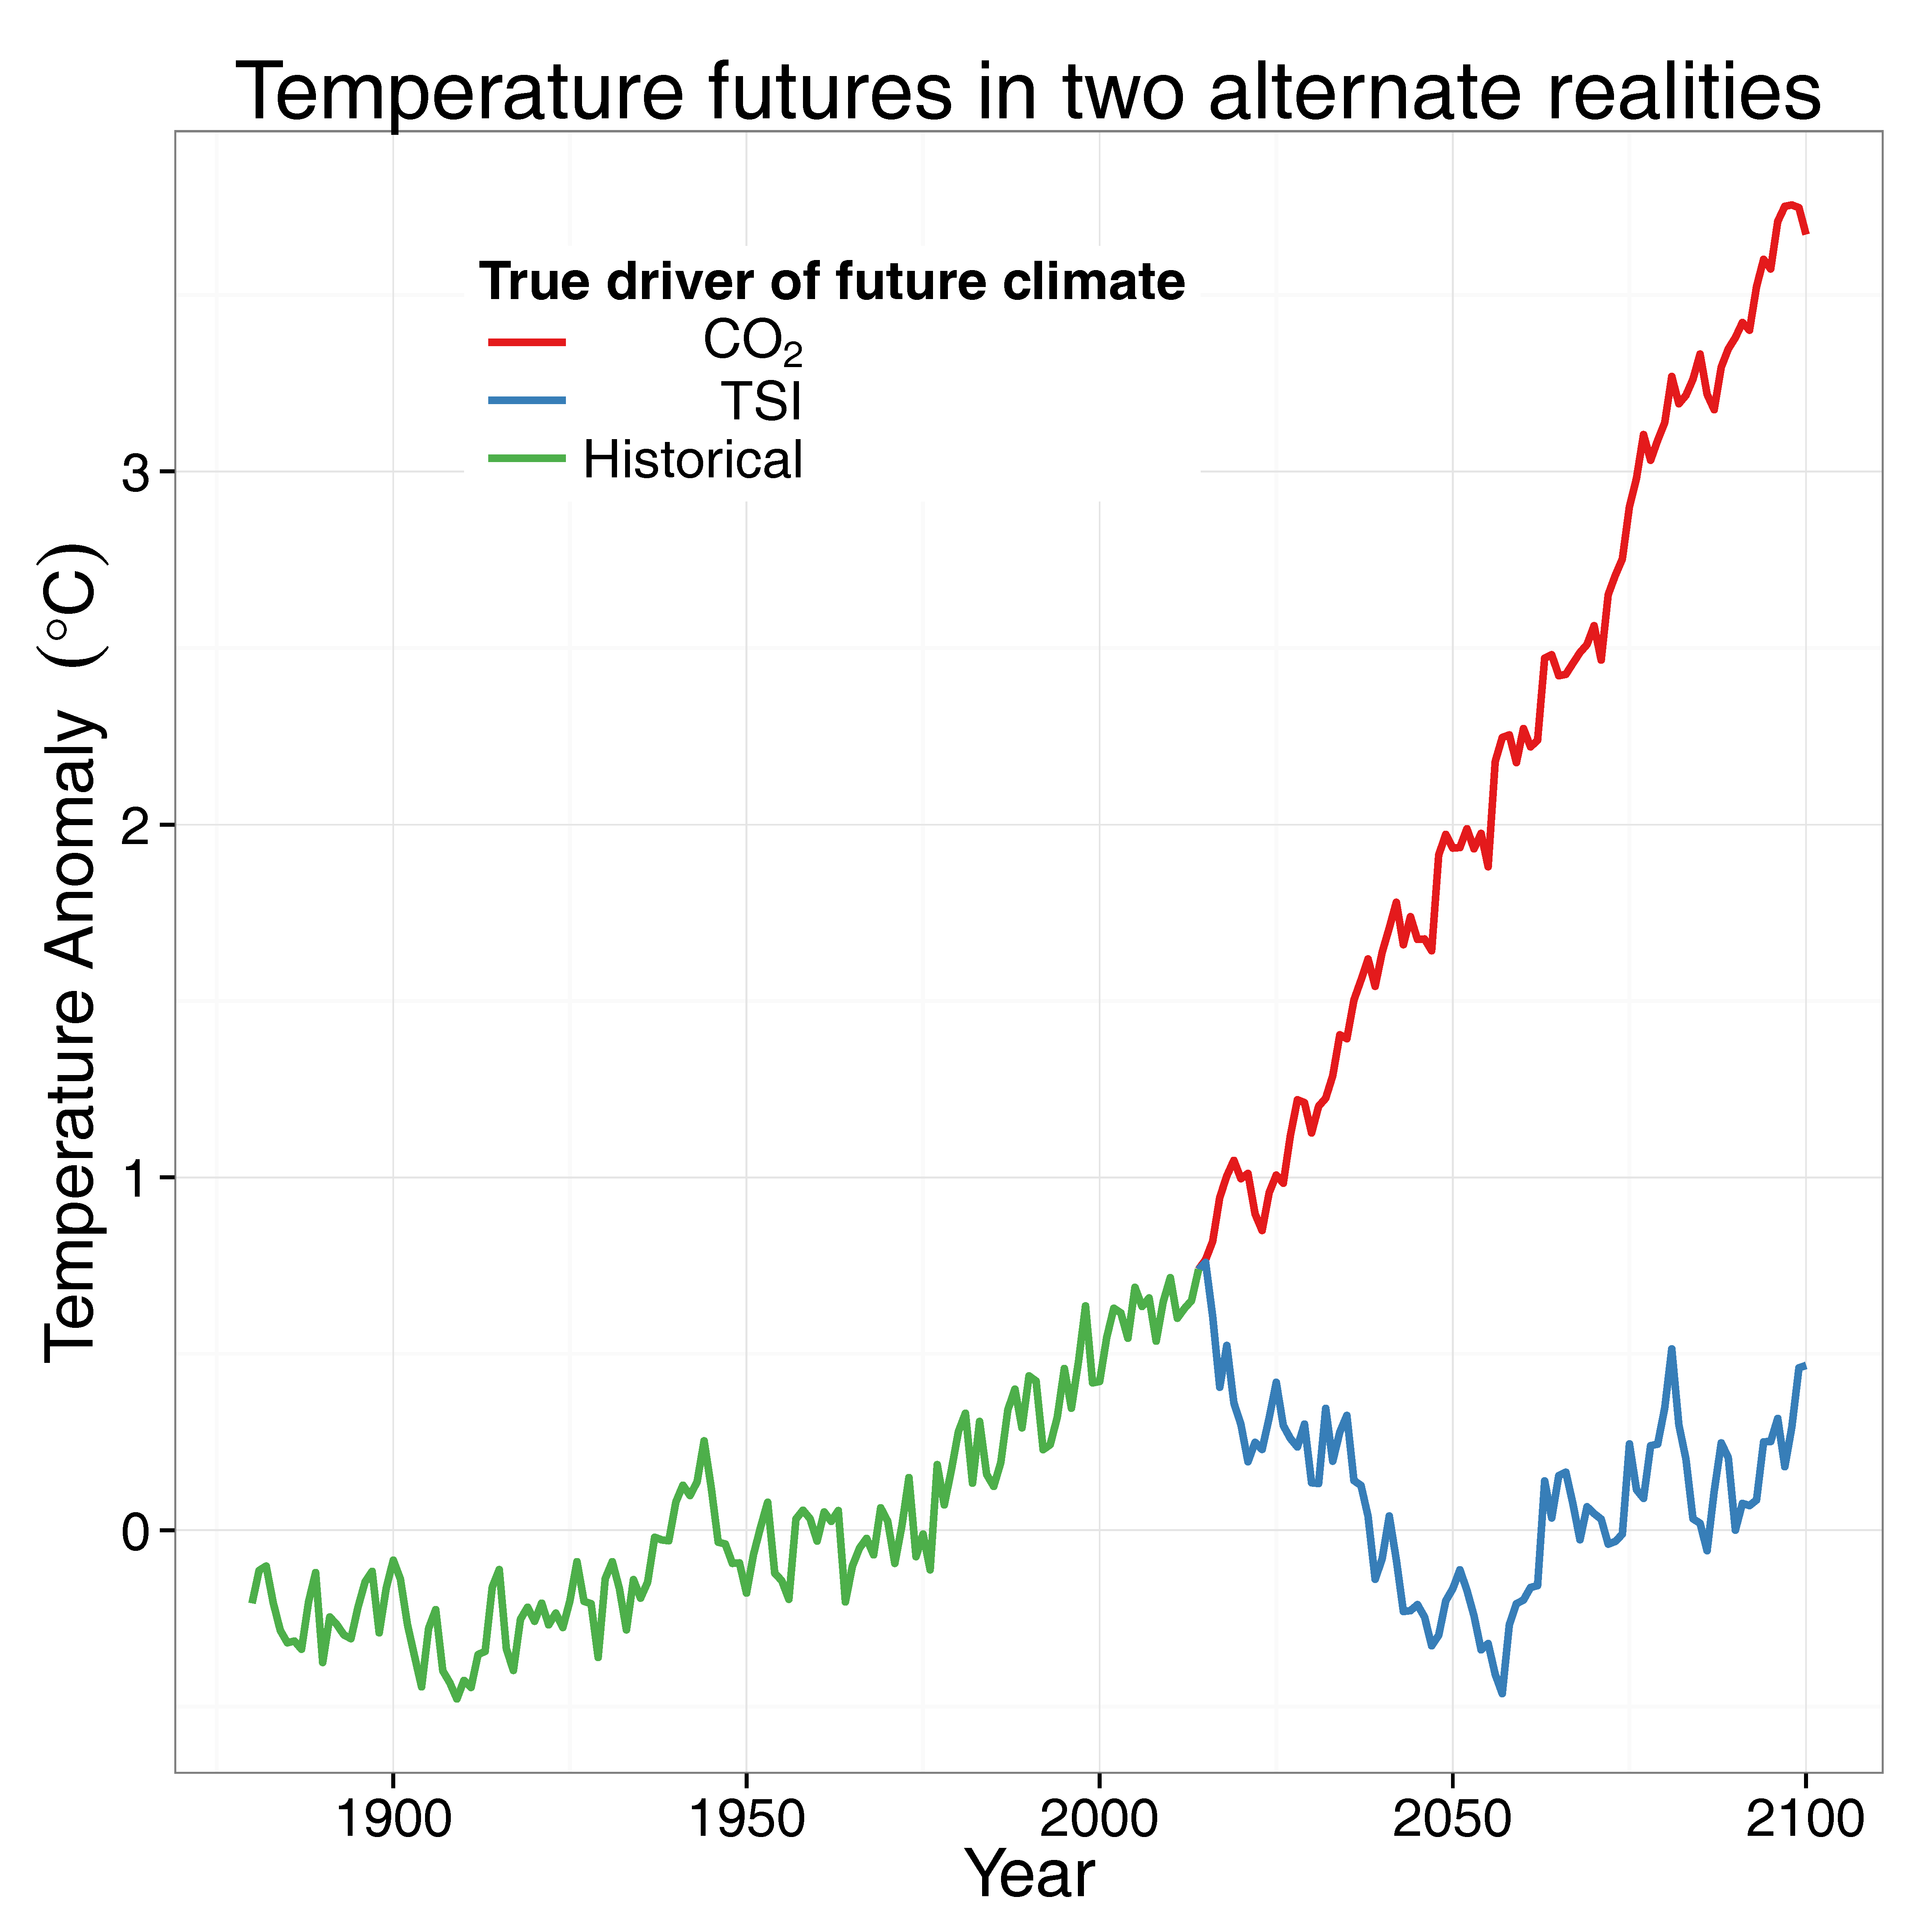 Temperature futures in two alternate realities
True driver of future climate
CO₂
TSI
Historical
Temperature Anomaly (°C)
3
2
1
0
1900 1950 2000 2050 2100
Year